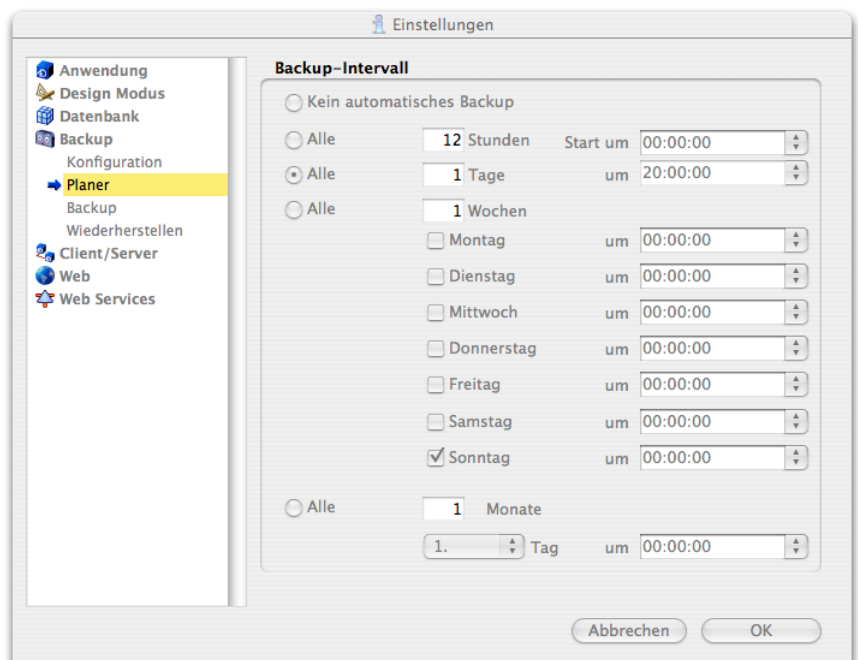 Einstellungen
Anwendung
Design Modus
Datenbank
Backup
Konfiguration
Planer
Backup
Wiederherstellen
Client/Server
Web
Web Services
Backup-Intervall
Kein automatisches Backup
Alle 12 Stunden Start um 00:00:00
Alle 1 Tage um 20:00:00
Alle 1 Wochen
Montag um 00:00:00
Dienstag um 00:00:00
Mittwoch um 00:00:00
Donnerstag um 00:00:00
Freitag um 00:00:00
Samstag um 00:00:00
Sonntag um 00:00:00
Alle 1 Monate
1. Tag um 00:00:00
Abbrechen OK